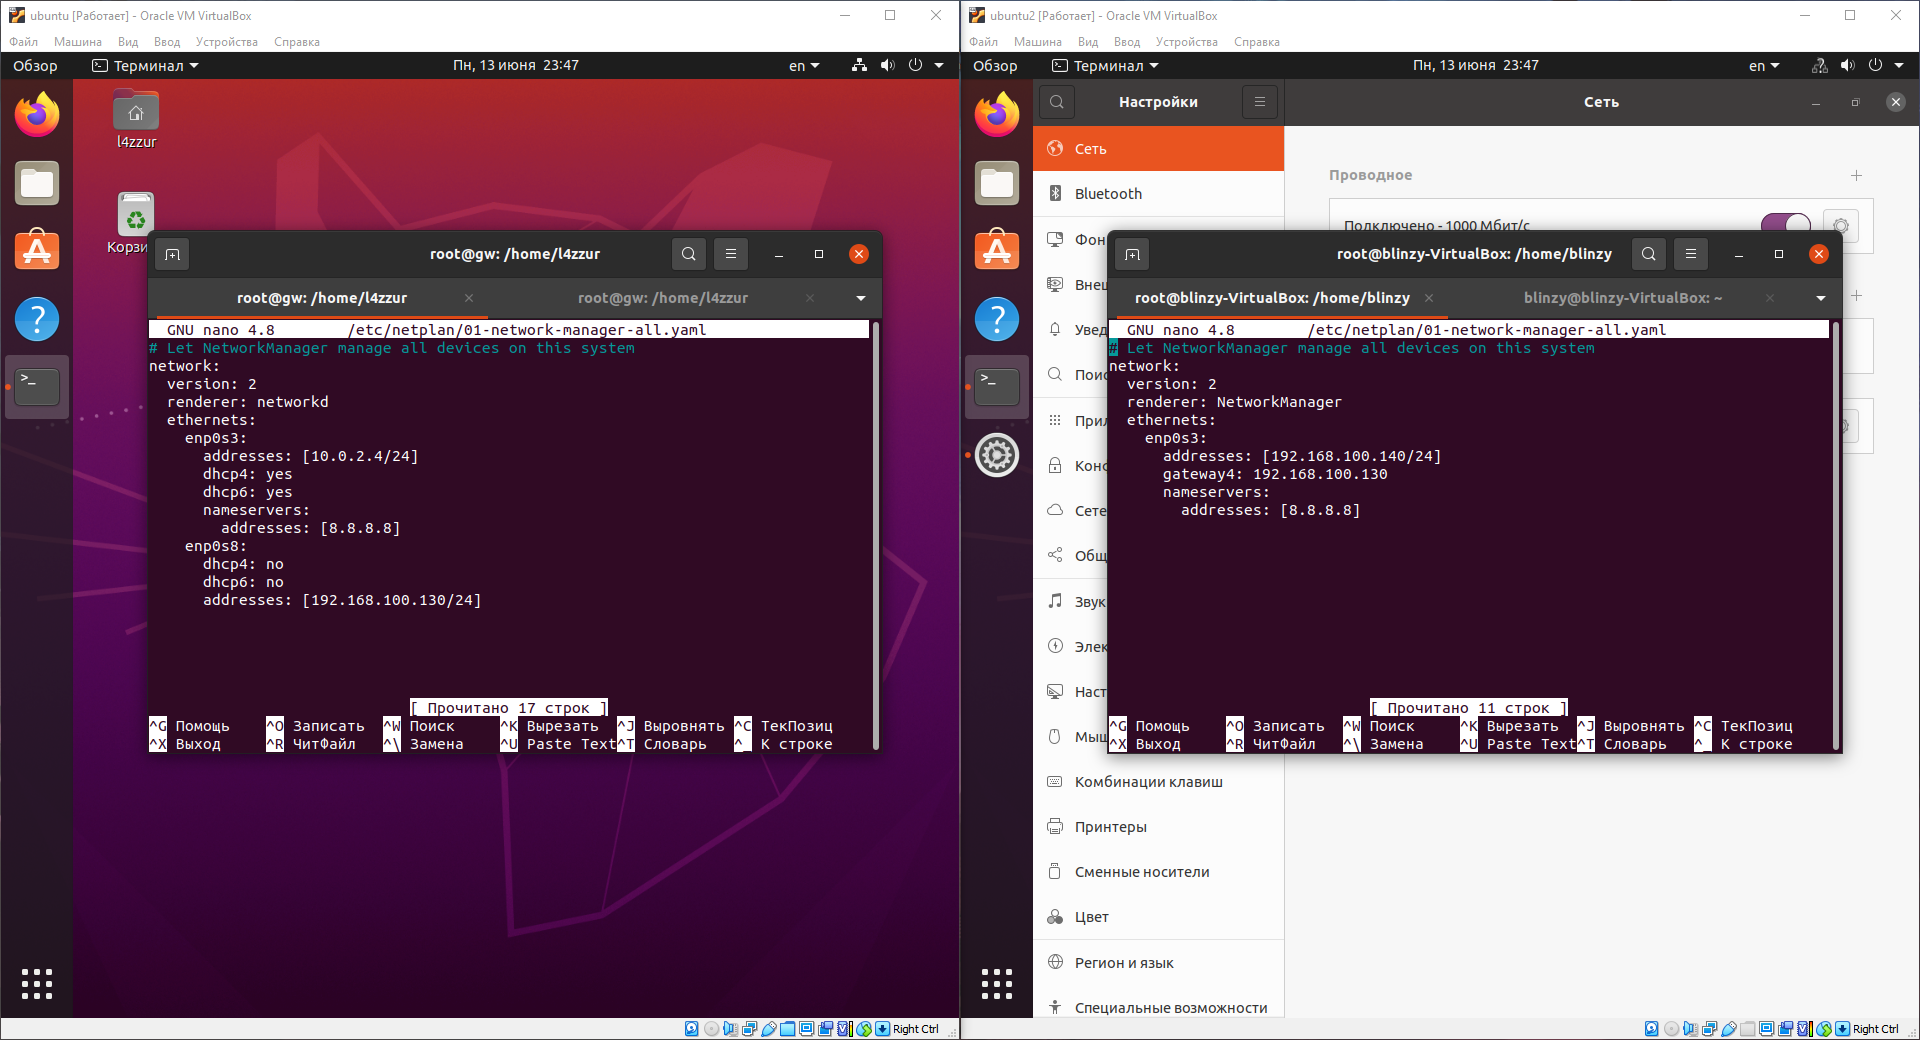 ubuntu [Работает] - Oracle VM VirtualBox
Файл Машина Вид Ввод Устройства Справка
Обзор Терминал Пн, 13 июня 23:47 en
l4zzur
Корзи
root@gw: /home/l4zzur
root@gw: /home/l4zzur root@gw: /home/l4zzur
GNU nano 4.8 /etc/netplan/01-network-manager-all.yaml
# Let NetworkManager manage all devices on this system
network:
  version: 2
  renderer: networkd
  ethernets:
    enp0s3:
      addresses: [10.0.2.4/24]
      dhcp4: yes
      dhcp6: yes
      nameservers:
        addresses: [8.8.8.8]
    enp0s8:
      dhcp4: no
      dhcp6: no
      addresses: [192.168.100.130/24]
[ Прочитано 17 строк ]
^G Помощь ^O Записать ^W Поиск ^K Вырезать ^J Выровнять ^C ТекПозиц
^X Выход ^R ЧитФайл ^\ Замена ^U Paste Text ^T Словарь ^_ К строке
Right Ctrl
ubuntu2 [Работает] - Oracle VM VirtualBox
Файл Машина Вид Ввод Устройства Справка
Обзор Терминал Пн, 13 июня 23:47 en
Настройки Сеть
Сеть
Bluetooth
Фон
Внеш
Увед
Поис
Прил
Конф
Сете
Общ
Звук
Элек
Наст
Мыш
Комбинации клавиш
Принтеры
Сменные носители
Цвет
Регион и язык
Специальные возможности
Проводное
Подключено - 1000 Мбит/с
root@blinzy-VirtualBox: /home/blinzy
root@blinzy-VirtualBox: /home/blinzy blinzy@blinzy-VirtualBox: ~
GNU nano 4.8 /etc/netplan/01-network-manager-all.yaml
# Let NetworkManager manage all devices on this system
network:
  version: 2
  renderer: NetworkManager
  ethernets:
    enp0s3:
      addresses: [192.168.100.140/24]
      gateway4: 192.168.100.130
      nameservers:
        addresses: [8.8.8.8]
[ Прочитано 11 строк ]
^G Помощь ^O Записать ^W Поиск ^K Вырезать ^J Выровнять ^C ТекПозиц
^X Выход ^R ЧитФайл ^\ Замена ^U Paste Text ^T Словарь ^_ К строке
Right Ctrl